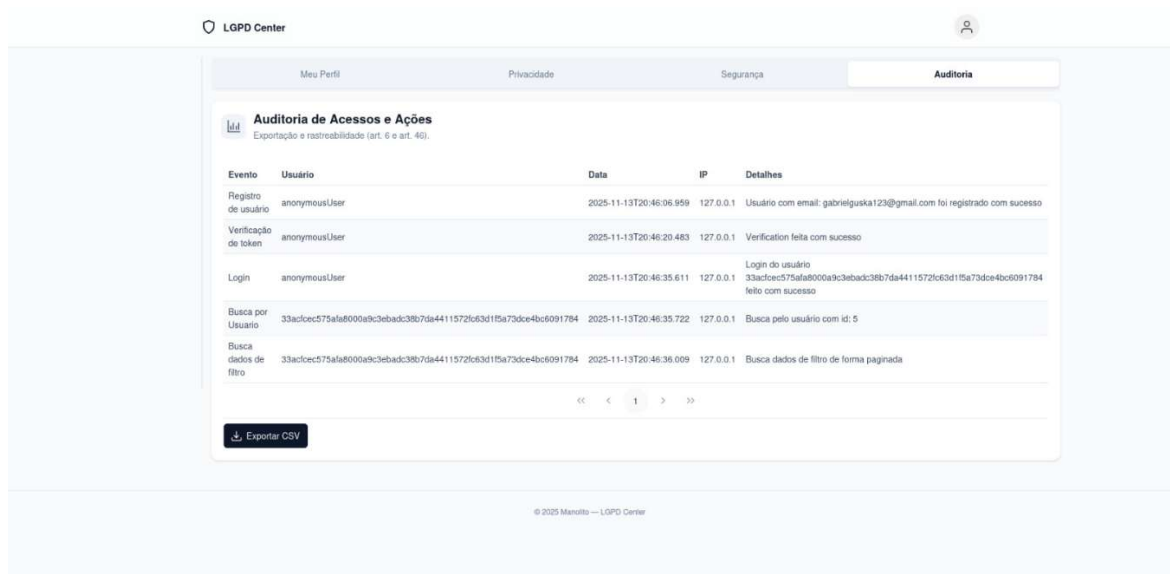 LGPD Center
Meu Perfil Privacidade Segurança Auditoria
Auditoria de Acessos e Ações
Exportação e rastreabilidade (art. 6 e art. 46).
Evento Usuário Data IP Detalhes
Registro de usuário anonymousUser 2025-11-13T20:46:06.959 127.0.0.1 Usuário com email: gabrielguska123@gmail.com foi registrado com sucesso
Verificação de token anonymousUser 2025-11-13T20:46:20.483 127.0.0.1 Verification feita com sucesso
Login anonymousUser 2025-11-13T20:46:35.611 127.0.0.1 Login do usuário
33acfcec575afa8000a9c3ebadc38b7da4411572fc63d1f5a73dce4bc6091784
feito com sucesso
Busca por Usuario 33acfcec575afa8000a9c3ebadc38b7da4411572fc63d1f5a73dce4bc6091784 2025-11-13T20:46:35.722 127.0.0.1 Busca pelo usuário com id: 5
Busca dados de filtro 33acfcec575afa8000a9c3ebadc38b7da4411572fc63d1f5a73dce4bc6091784 2025-11-13T20:46:36.009 127.0.0.1 Busca dados de filtro de forma paginada
<< < 1 > >>
Exportar CSV
© 2025 Manolito — LGPD Center